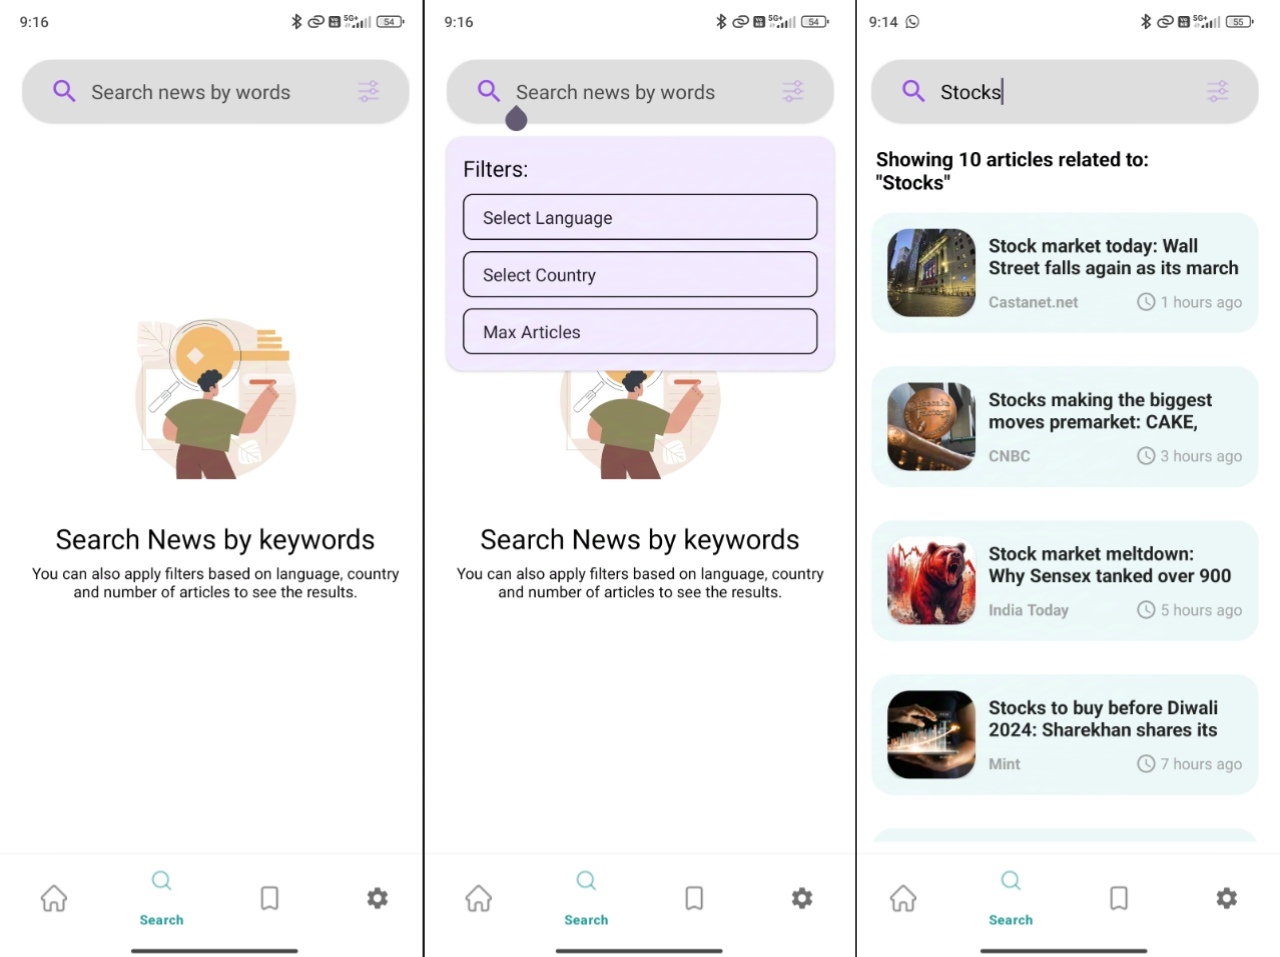 9:16
54
Search news by words
Search News by keywords
You can also apply filters based on language, country
and number of articles to see the results.
Search
9:16
54
Search news by words
Filters:
Select Language
Select Country
Max Articles
Search News by keywords
You can also apply filters based on language, country
and number of articles to see the results.
Search
9:14
55
Stocks
Showing 10 articles related to:
"Stocks"
Stock market today: Wall
Street falls again as its march
Castanet.net
1 hours ago
Stocks making the biggest
moves premarket: CAKE,
CNBC
3 hours ago
Stock market meltdown:
Why Sensex tanked over 900
India Today
5 hours ago
Stocks to buy before Diwali
2024: Sharekhan shares its
Mint
7 hours ago
Search